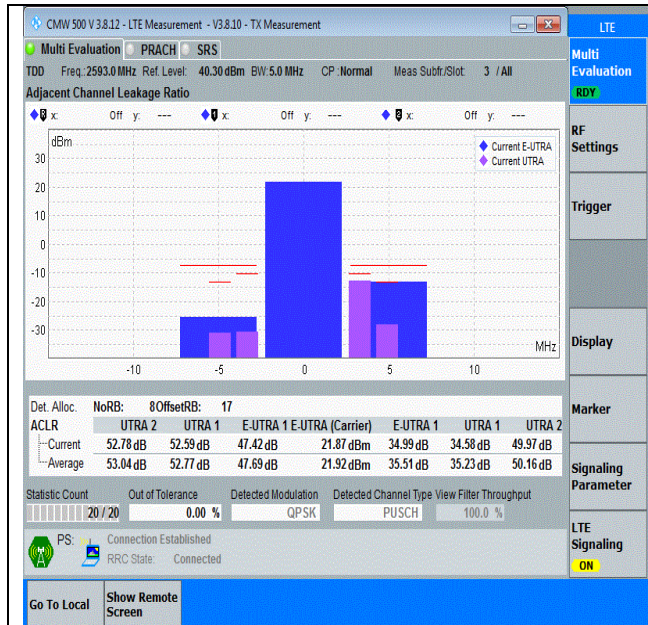 CMW 500 V 3.8.12 - LTE Measurement - V3.8.10 - TX Measurement
LTE
Multi Evaluation PRACH SRS
TDD Freq.:2593.0 MHz Ref. Level: 40.30 dBm BW:5.0 MHz CP :Normal Meas Subfr./Slot: 3 / All
Adjacent Channel Leakage Ratio
x: Off y: --- x: Off y: --- x: Off y: ---
dBm
Current E-UTRA
Current UTRA
30
20
10
0
-10
-20
-30
MHz
-10 -5 0 5 10
Det. Alloc. NoRB: 8OffsetRB: 17
ACLR UTRA 2 UTRA 1 E-UTRA 1 E-UTRA (Carrier) E-UTRA 1 UTRA 1 UTRA 2
Current 52.78 dB 52.59 dB 47.42 dB 21.87 dBm 34.99 dB 34.58 dB 49.97 dB
Average 53.04 dB 52.77 dB 47.69 dB 21.92 dBm 35.51 dB 35.23 dB 50.16 dB
Statistic Count Out of Tolerance Detected Modulation Detected Channel Type View Filter Throughput
20 / 20 0.00 % QPSK PUSCH 100.0 %
PS: Connection Established
RRC State: Connected
Multi
Evaluation
RDY
RF
Settings
Trigger
Display
Marker
Signaling
Parameter
LTE
Signaling
ON
Go To Local
Show Remote
Screen